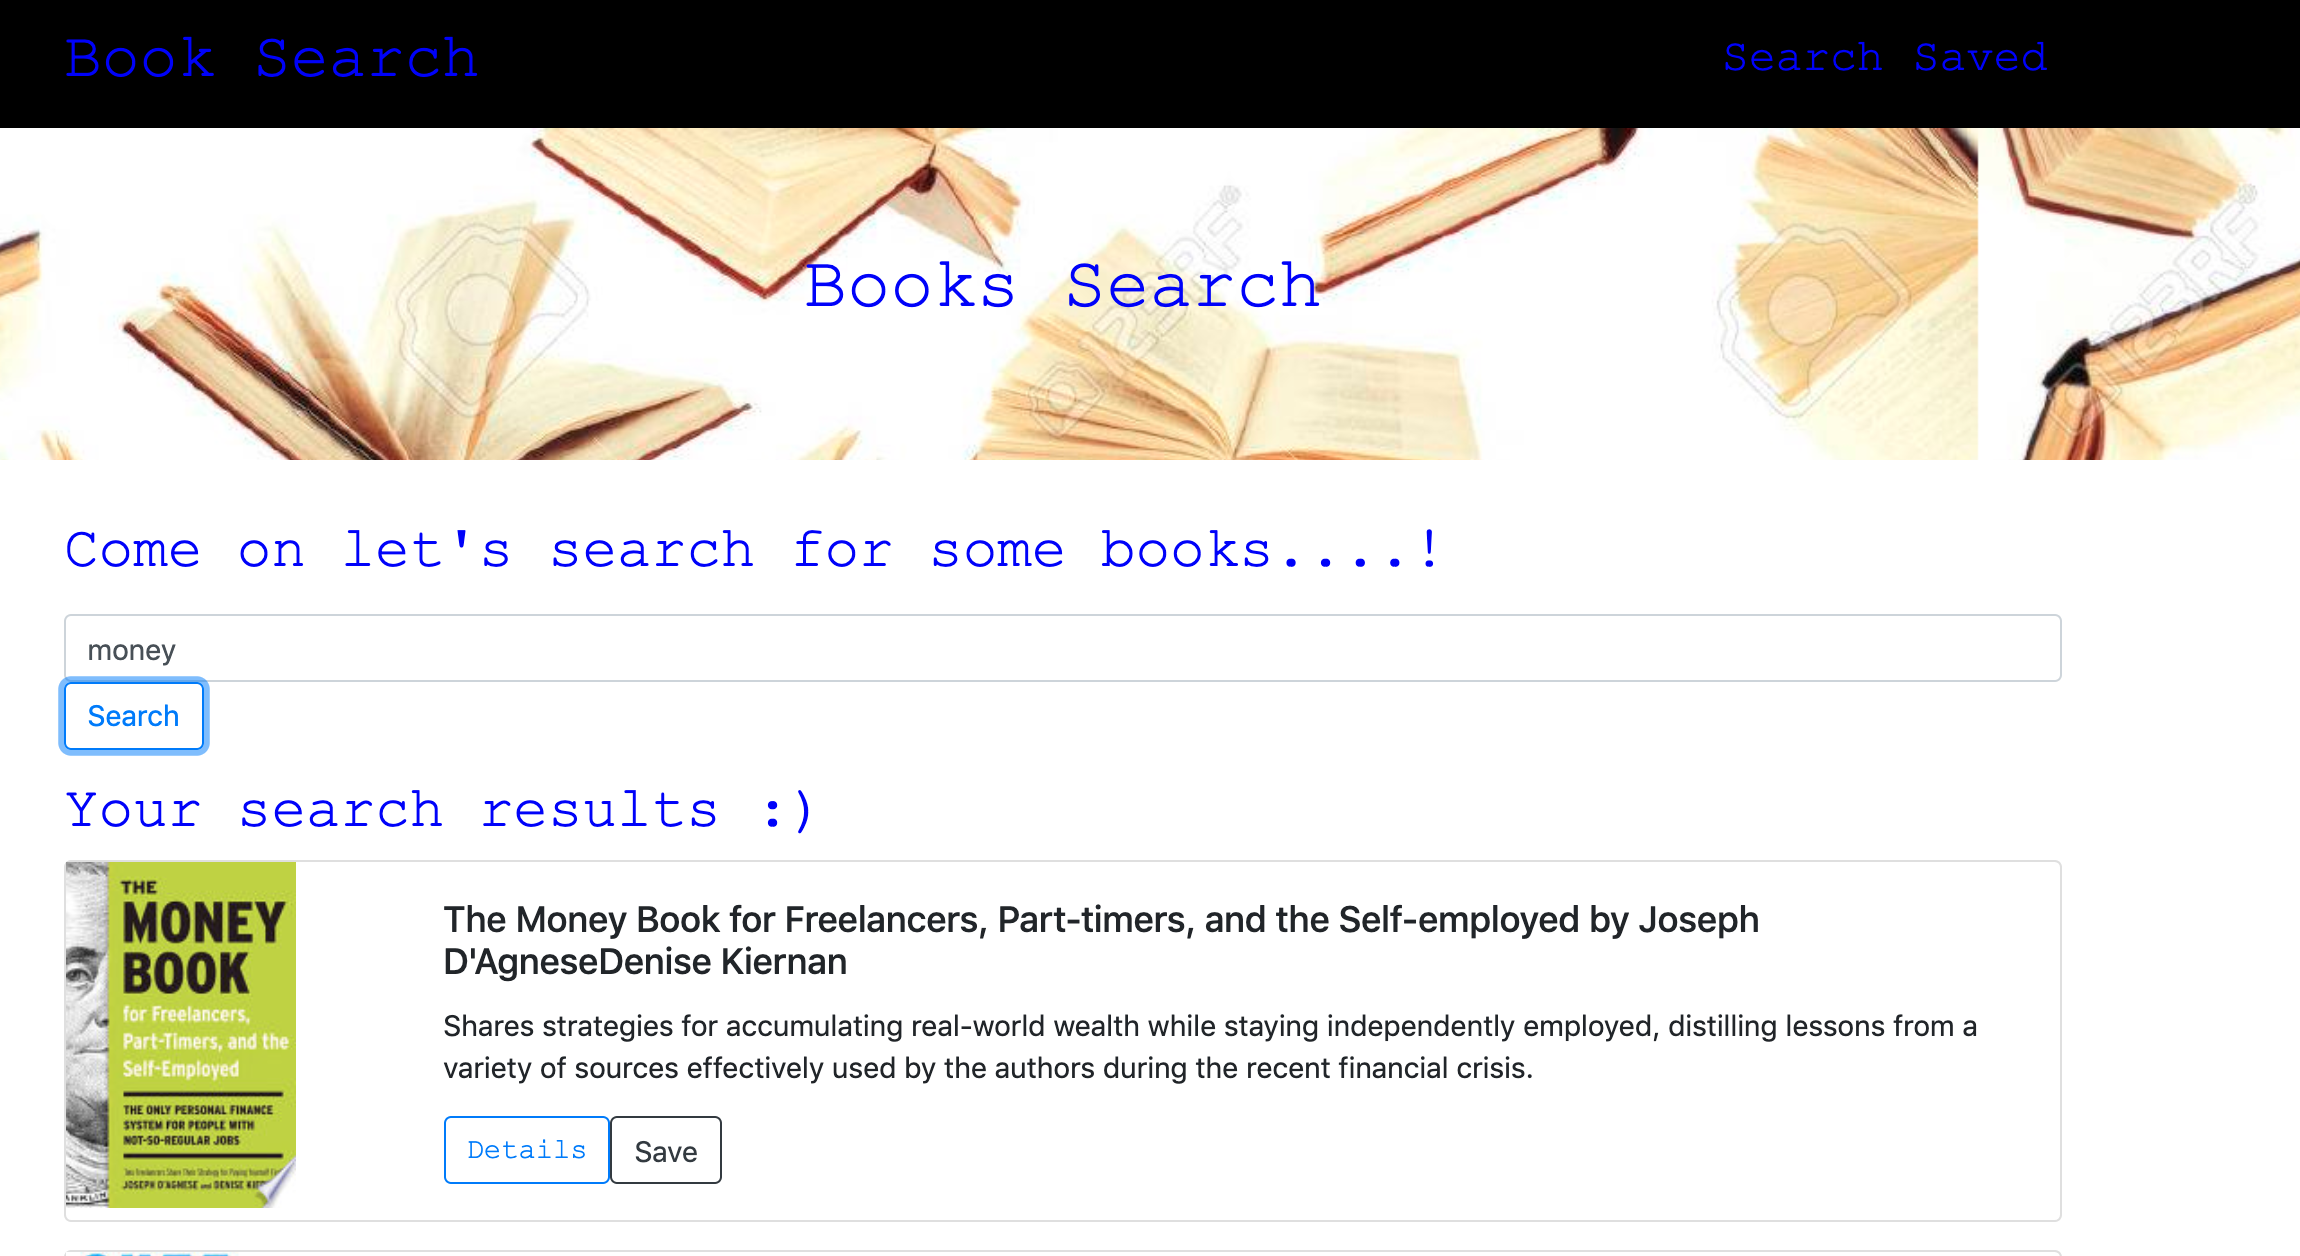 Book Search
Search Saved
123RF®
123RF®
Books Search
Come on let's search for some books....!
money
Search
Your search results :)
THE
MONEY
BOOK
for Freelancers,
Part-Timers, and the
Self-Employed
THE ONLY PERSONAL FINANCE
SYSTEM FOR PEOPLE WITH
NOT-SO-REGULAR JOBS
JOSEPH D'AGNESE and DENISE
The Money Book for Freelancers, Part-timers, and the Self-employed by Joseph
D'AgneseDenise Kiernan
Shares strategies for accumulating real-world wealth while staying independently employed, distilling lessons from a
variety of sources effectively used by the authors during the recent financial crisis.
Details
Save